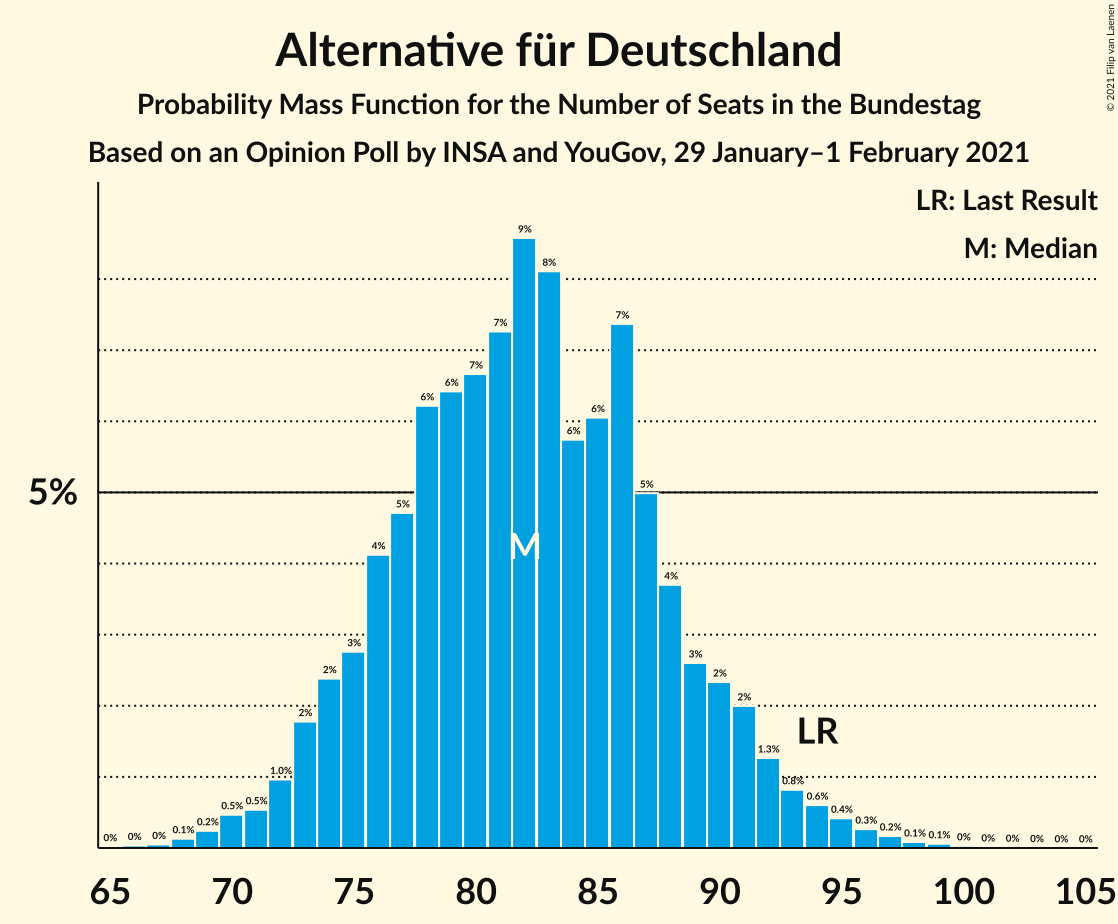 Alternative für Deutschland
Probability Mass Function for the Number of Seats in the Bundestag
Based on an Opinion Poll by INSA and YouGov, 29 January–1 February 2021
© 2021 Filip van Laenen
LR: Last Result
M: Median
5%
0% 0% 0% 0.1% 0.2% 0.5% 0.5% 1.0% 2% 2% 3% 4% 5% 6% 6% 7% 7% 9% 8% 6% 6% 7% 5% 4% 3% 2% 2% 1.3% 0.8% 0.6% 0.4% 0.3% 0.2% 0.1% 0.1% 0% 0% 0% 0% 0% 0%
M
LR
65 70 75 80 85 90 95 100 105